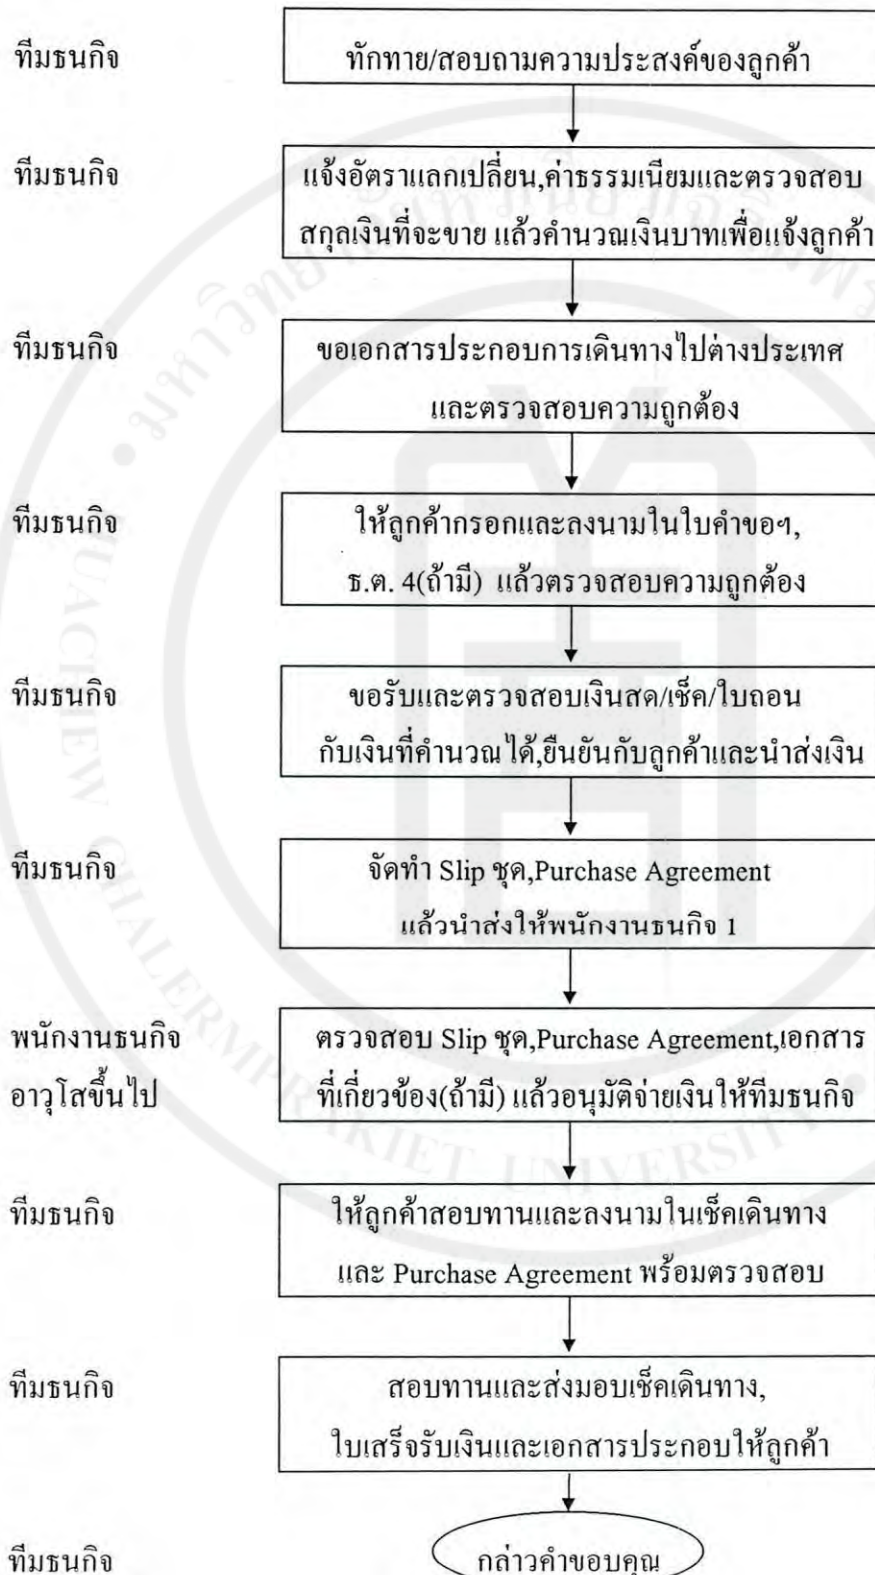 ทีมธนกิจ
ทักทาย/สอบถามความประสงค์ของลูกค้า
ทีมธนกิจ
แจ้งอัตราแลกเปลี่ยน,ค่าธรรมเนียมและตรวจสอบ
สกุลเงินที่จะขาย แล้วคำนวณเงินบาทเพื่อแจ้งลูกค้า
ทีมธนกิจ
ขอเอกสารประกอบการเดินทางไปต่างประเทศ
และตรวจสอบความถูกต้อง
ทีมธนกิจ
ให้ลูกค้ากรอกและลงนามในใบคำขอฯ,
ธ.ต. 4(ถ้ามี) แล้วตรวจสอบความถูกต้อง
ทีมธนกิจ
ขอรับและตรวจสอบเงินสด/เช็ค/ใบถอน
กับเงินที่คำนวณได้,ยืนยันกับลูกค้าและนำส่งเงิน
ทีมธนกิจ
จัดทำ Slip ชุด,Purchase Agreement
แล้วนำส่งให้พนักงานธนกิจ 1
พนักงานธนกิจ
อาวุโสขึ้นไป
ตรวจสอบ Slip ชุด,Purchase Agreement,เอกสาร
ที่เกี่ยวข้อง(ถ้ามี) แล้วอนุมัติจ่ายเงินให้ทีมธนกิจ
ทีมธนกิจ
ให้ลูกค้าสอบทานและลงนามในเช็คเดินทาง
และ Purchase Agreement พร้อมตรวจสอบ
ทีมธนกิจ
สอบทานและส่งมอบเช็คเดินทาง,
ใบเสร็จรับเงินและเอกสารประกอบให้ลูกค้า
ทีมธนกิจ
กล่าวคำขอบคุณ
HUACHIEW CHALERMPRAKIET UNIVERSITY